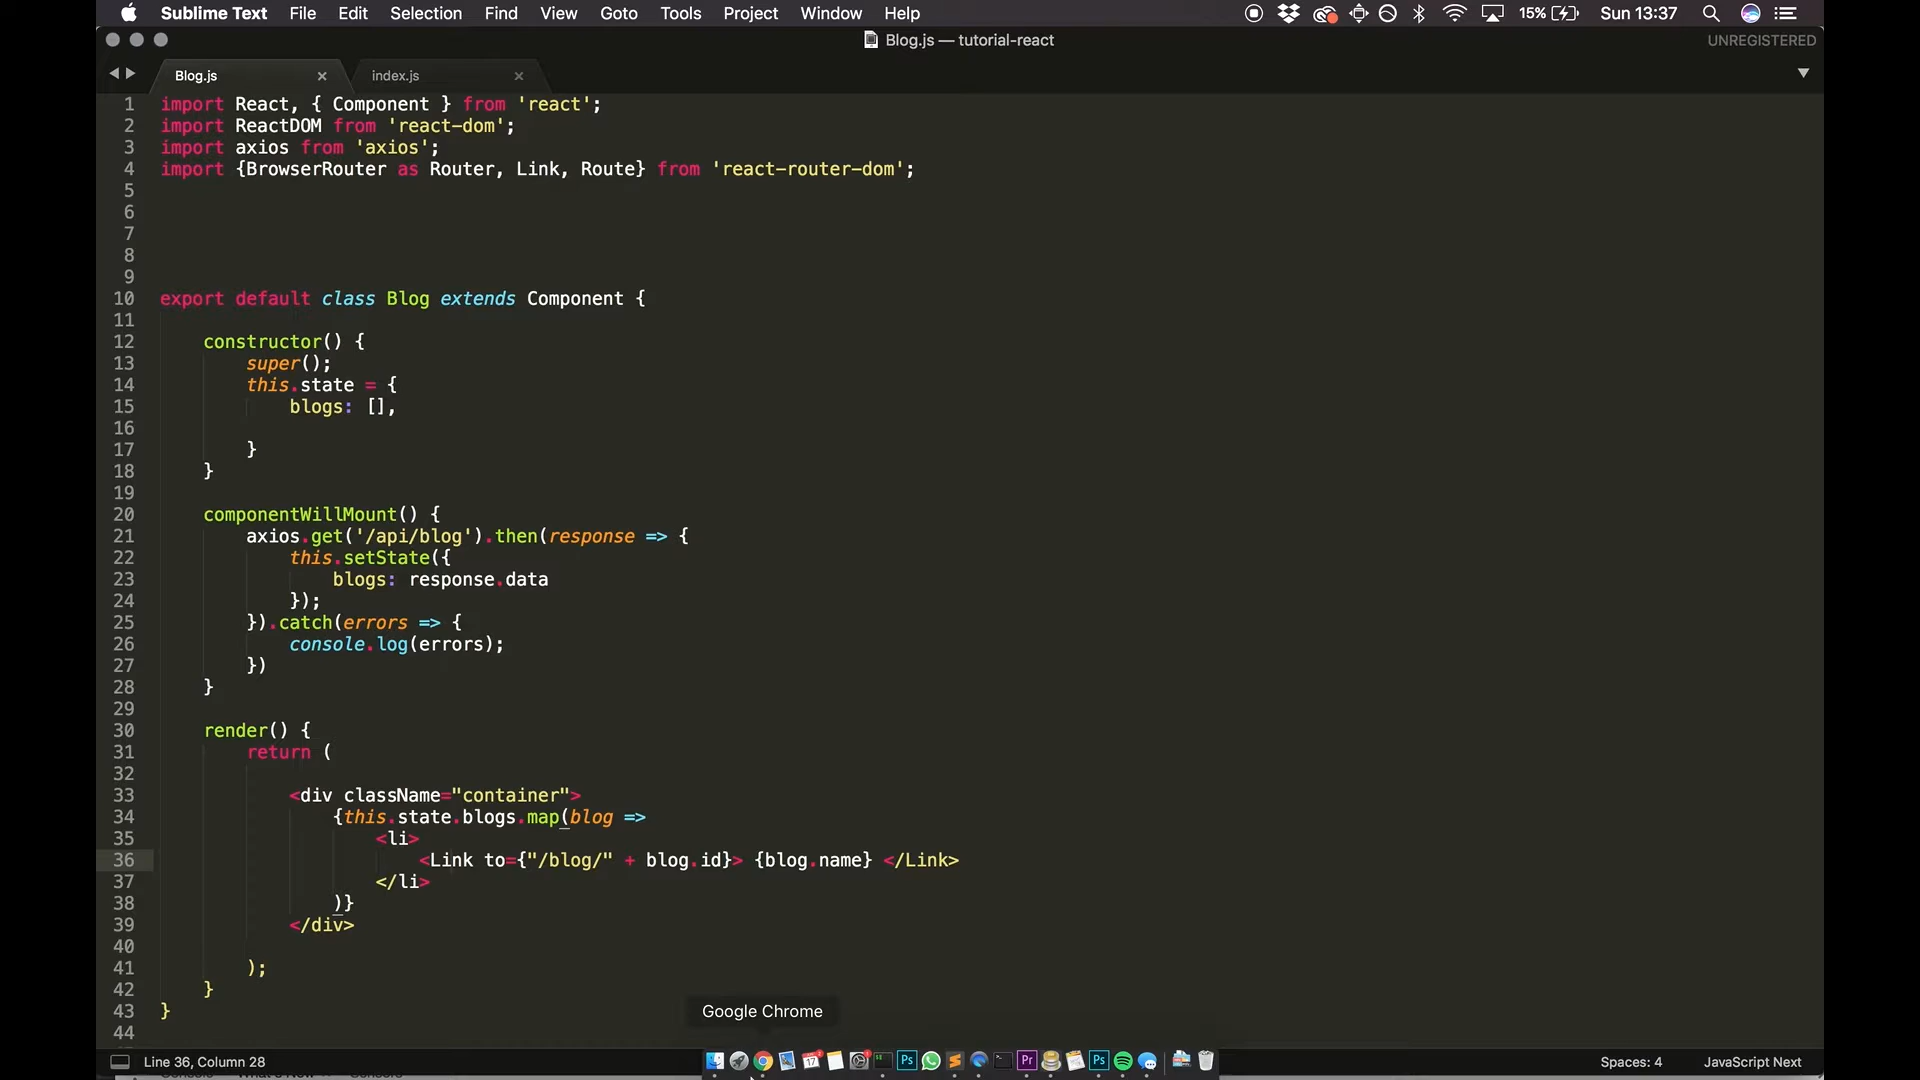 Sublime Text File Edit Selection Find View Goto Tools Project Window Help 15% Sun 13:37
Blog.js — tutorial-react UNREGISTERED
Blog.js index.js
1 import React, { Component } from 'react';
2 import ReactDOM from 'react-dom';
3 import axios from 'axios';
4 import {BrowserRouter as Router, Link, Route} from 'react-router-dom';
5
6
7
8
9
10 export default class Blog extends Component {
11
12 constructor() {
13 super();
14 this.state = {
15 blogs: [],
16
17 }
18 }
19
20 componentWillMount() {
21 axios.get('/api/blog').then(response => {
22 this.setState({
23 blogs: response.data
24 });
25 }).catch(errors => {
26 console.log(errors);
27 })
28 }
29
30 render() {
31 return (
32
33 <div className="container">
34 {this.state.blogs.map(blog =>
35 <li>
36 <Link to={"/blog/" + blog.id}> {blog.name} </Link>
37 </li>
38 )}
39 </div>
40
41 );
42 }
43 }
44
Google Chrome
Line 36, Column 28 Spaces: 4 JavaScript Next
17 Ps Pr Ps